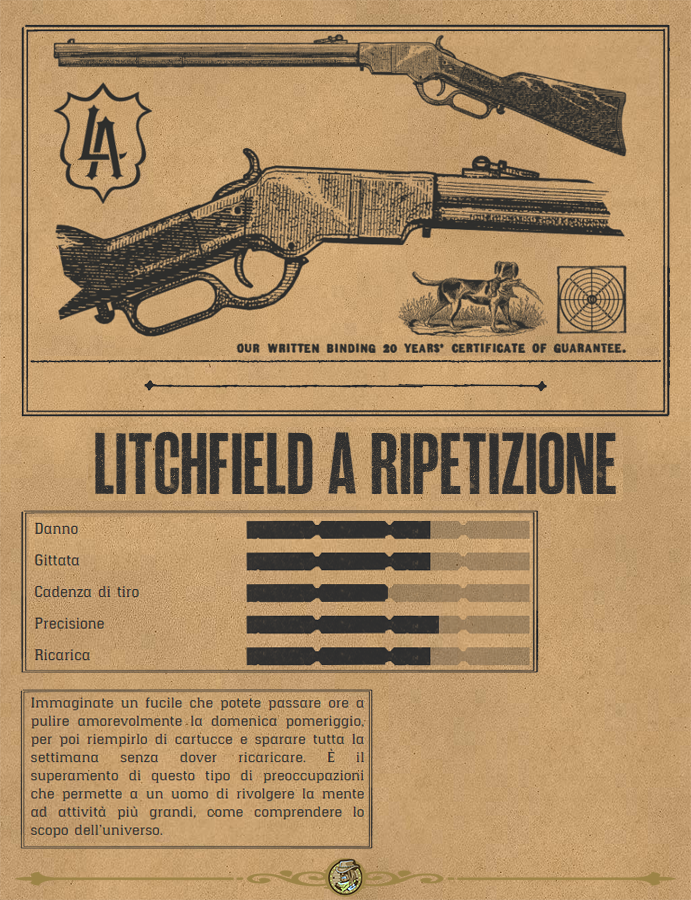 LA
OUR WRITTEN BINDING 20 YEARS' CERTIFICATE OF GUARANTEE.
LITCHFIELD A RIPETIZIONE
Danno
Gittata
Cadenza di tiro
Precisione
Ricarica
Immaginate un fucile che potete passare ore a
pulire amorevolmente la domenica pomeriggio,
per poi riempirlo di cartucce e sparare tutta la
settimana senza dover ricaricare. È il
superamento di questo tipo di preoccupazioni
che permette a un uomo di rivolgere la mente
ad attività più grandi, come comprendere lo
scopo dell'universo.